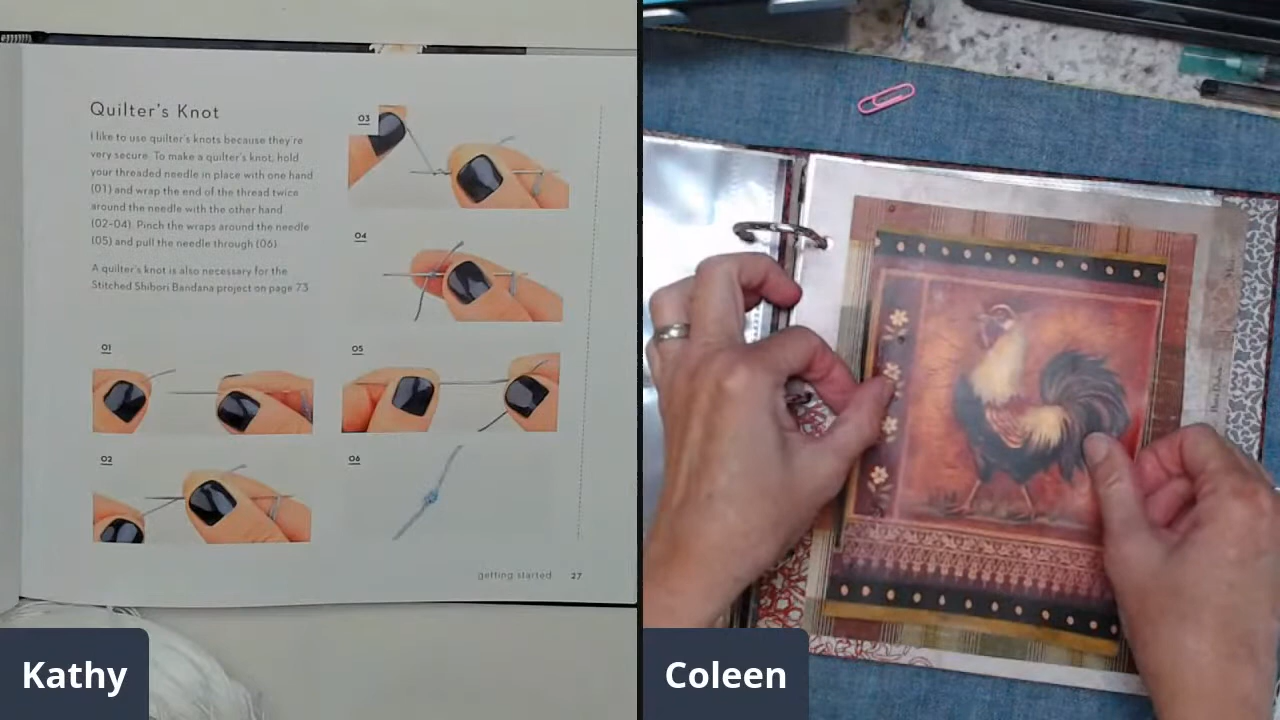 Quilter's Knot
I like to use quilter's knots because they're
very secure. To make a quilter's knot, hold
your threaded needle in place with one hand
(01) and wrap the end of the thread twice
around the needle with the other hand
(02–04). Pinch the wraps around the needle
(05) and pull the needle through (06).
A quilter's knot is also necessary for the
Stitched Shibori Bandana project on page 73
01
02
03
04
05
06
getting started 27
Kathy
Coleen